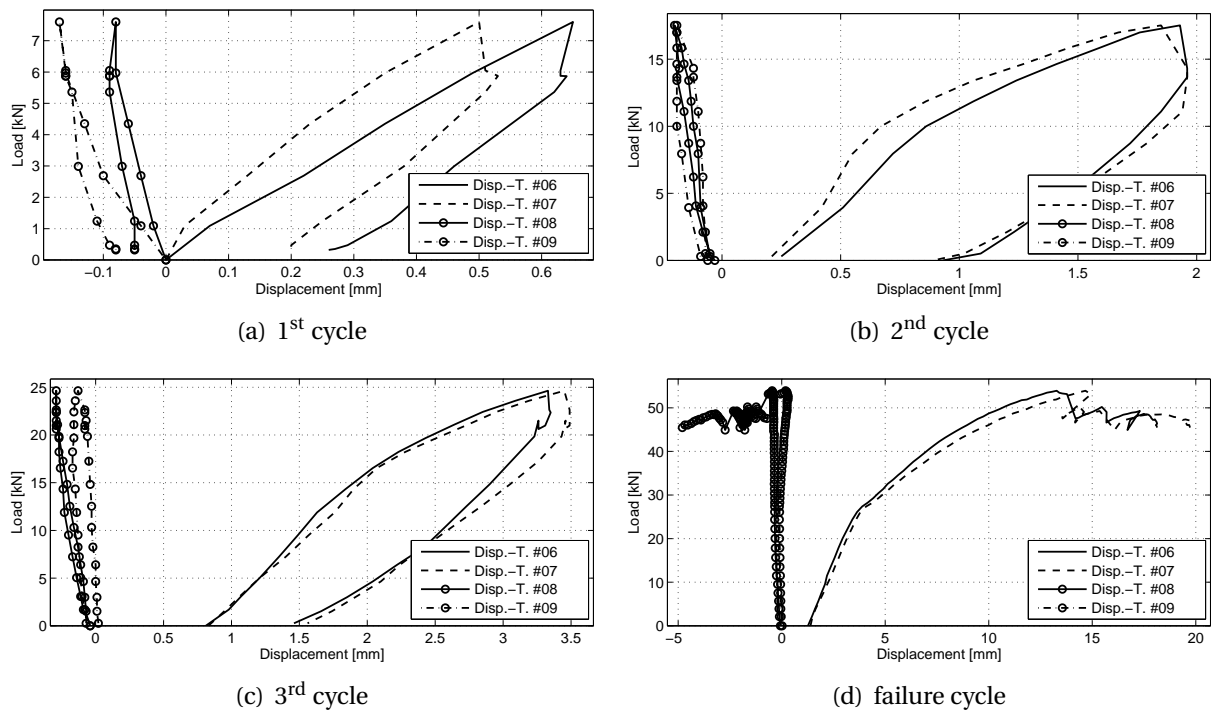 7
6
5
4
3
2
1
0
Load [kN]
−0.1 0 0.1 0.2 0.3 0.4 0.5 0.6
Displacement [mm]
Disp.−T. #06
Disp.−T. #07
Disp.−T. #08
Disp.−T. #09
(a) 1st cycle
15
10
5
0
Load [kN]
0 0.5 1 1.5 2
Displacement [mm]
Disp.−T. #06
Disp.−T. #07
Disp.−T. #08
Disp.−T. #09
(b) 2nd cycle
25
20
15
10
5
0
Load [kN]
0 0.5 1 1.5 2 2.5 3 3.5
Displacement [mm]
Disp.−T. #06
Disp.−T. #07
Disp.−T. #08
Disp.−T. #09
(c) 3rd cycle
50
40
30
20
10
0
Load [kN]
−5 0 5 10 15 20
Displacement [mm]
Disp.−T. #06
Disp.−T. #07
Disp.−T. #08
Disp.−T. #09
(d) failure cycle